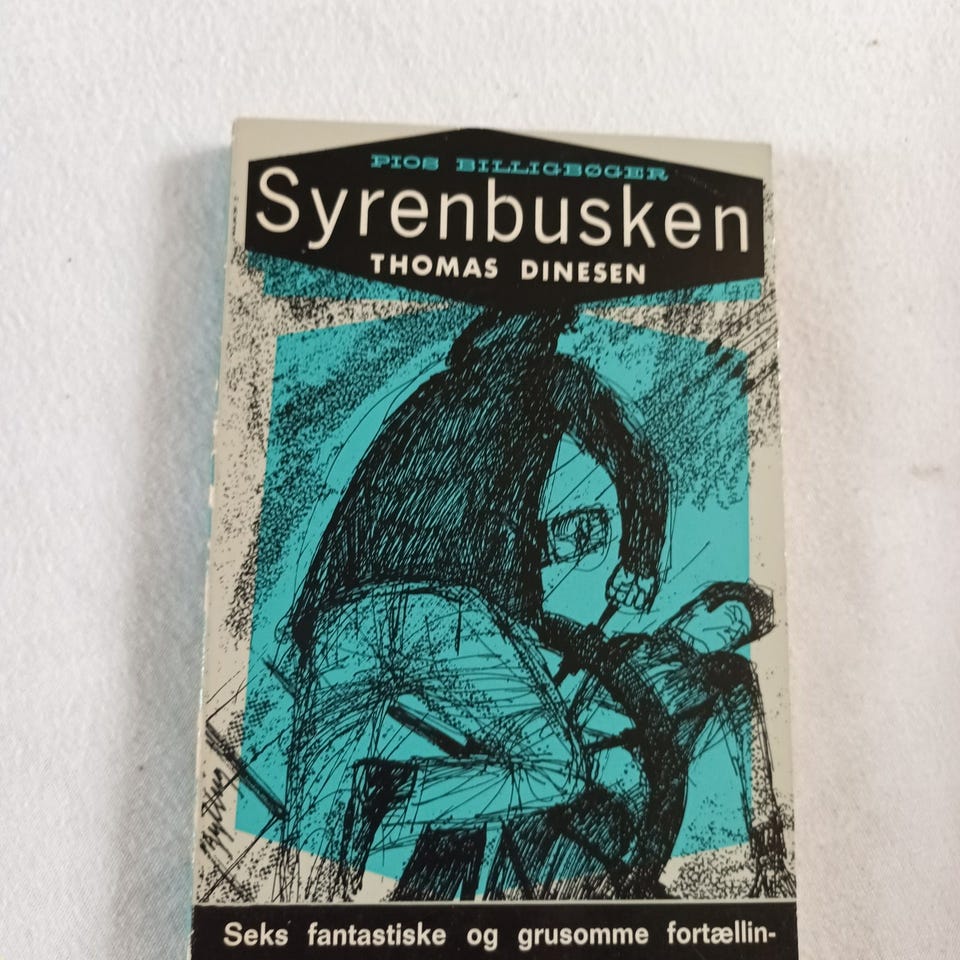 PIOS BILLIGBØGER
Syrenbusken
THOMAS DINESEN
Seks fantastiske og grusomme fortællin-